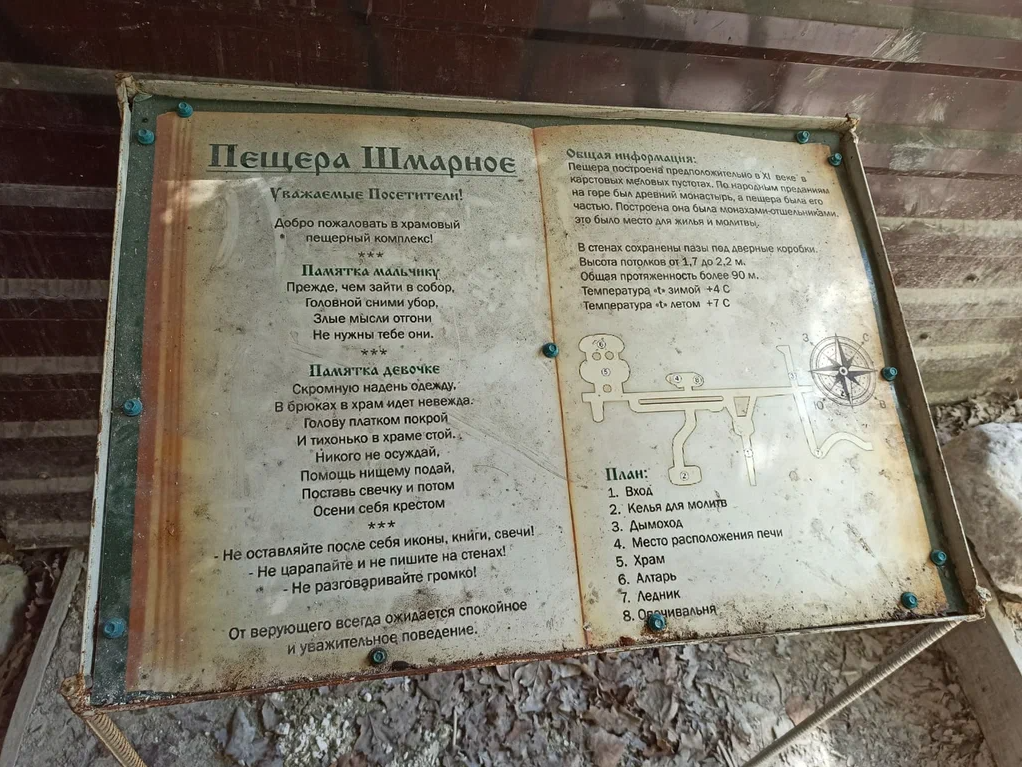 Пещера Шмарное
Уважаемые Посетители!
Добро пожаловать в храмовый
пещерный комплекс!
***
Памятка мальчику
Прежде, чем зайти в собор,
Головной сними убор,
Злые мысли отгони
Не нужны тебе они.
***
Памятка девочке
Скромную надень одежду,
В брюках в храм идет невежда.
Голову платком покрой
И тихонько в храме стой.
Никого не осуждай,
Помощь нищему подай,
Поставь свечку и потом
Осени себя крестом
***
- Не оставляйте после себя иконы, книги, свечи!
- Не царапайте и не пишите на стенах!
- Не разговаривайте громко!
От верующего всегда ожидается спокойное
и уважительное поведение.
Общая информация:
Пещера построена предположительно в XI веке в
карстовых меловых пустотах. По народным преданиям
на горе был древний монастырь, а пещера была его
частью. Построена она была монахами-отшельниками,
это было место для жилья и молитвы.
В стенах сохранены пазы под дверные коробки.
Высота потолков от 1,7 до 2,2 м.
Общая протяженность более 90 м.
Температура «t» зимой +4 С
Температура «t» летом +7 С
6
5
4
8
3
2
1
З
С
Ю
В
План:
1. Вход
2. Келья для молитв
3. Дымоход
4. Место расположения печи
5. Храм
6. Алтарь
7. Ледник
8. Опочивальня